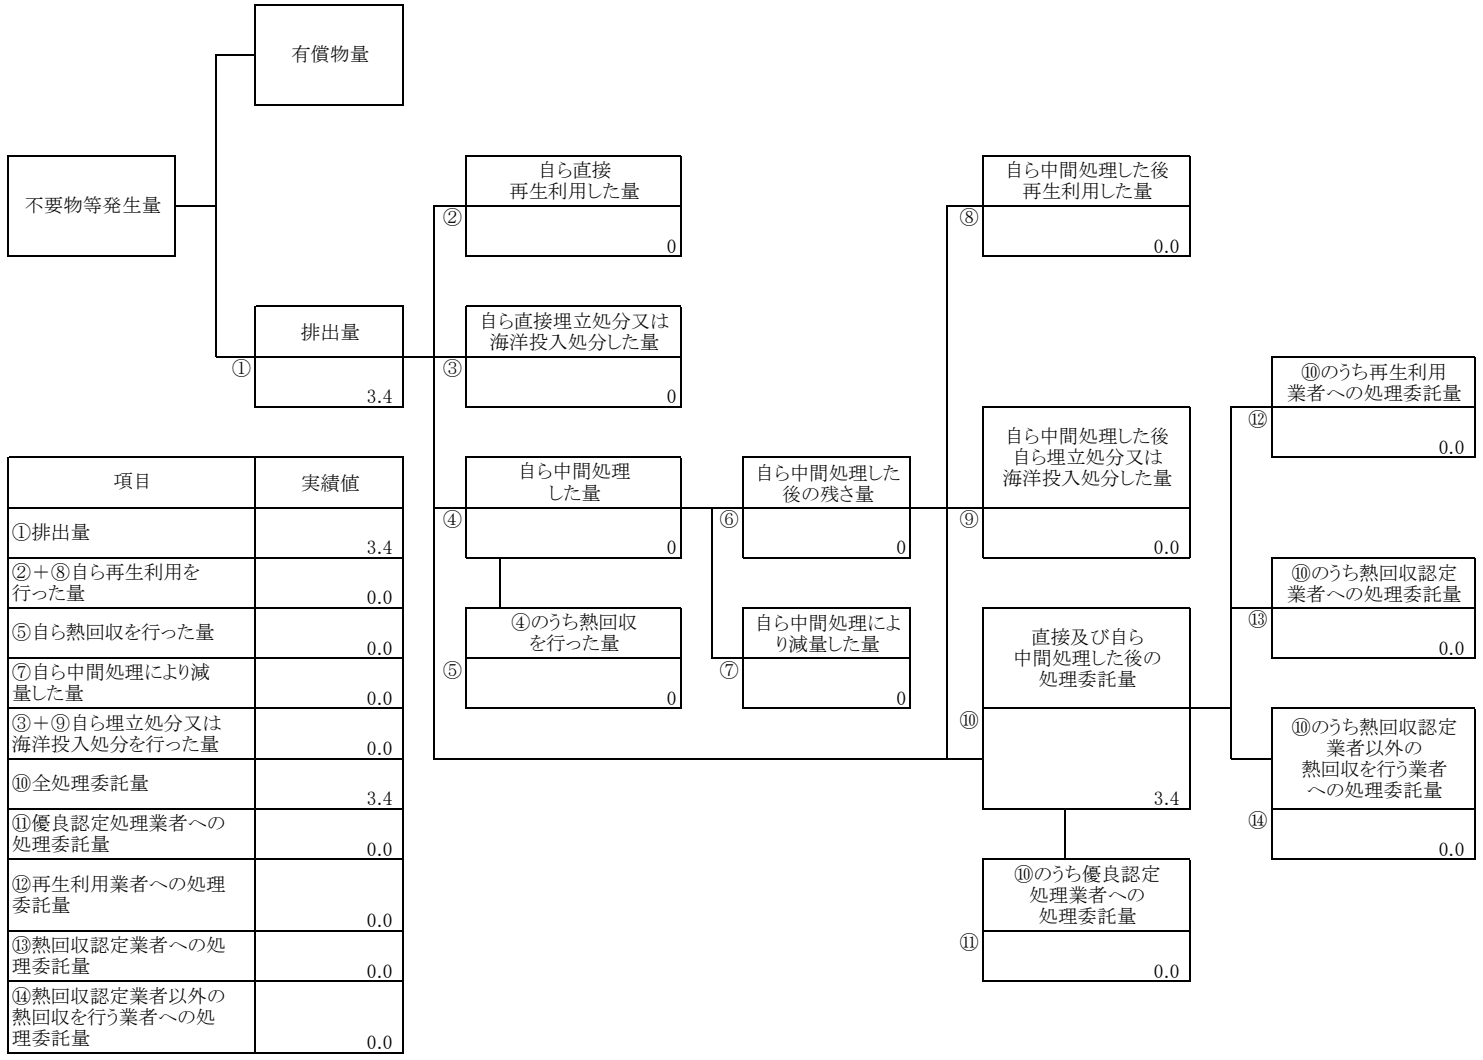 有償物量
不要物等発生量
排出量
①
3.4
自ら直接
再生利用した量
②
0
自ら直接埋立処分又は
海洋投入処分した量
③
0
自ら中間処理
した量
④
0
④のうち熱回収
を行った量
⑤
0
自ら中間処理した
後の残さ量
⑥
0
自ら中間処理によ
り減量した量
⑦
0
自ら中間処理した後
再生利用した量
⑧
0.0
自ら中間処理した後
自ら埋立処分又は
海洋投入処分した量
⑨
0.0
直接及び自ら
中間処理した後の
処理委託量
⑩
3.4
⑩のうち優良認定
処理業者への
処理委託量
⑪
0.0
⑩のうち再生利用
業者への処理委託量
⑫
0.0
⑩のうち熱回収認定
業者への処理委託量
⑬
0.0
⑩のうち熱回収認定
業者以外の
熱回収を行う業者
への処理委託量
⑭
0.0
項目 実績値
①排出量
3.4
②＋⑧自ら再生利用を
行った量
0.0
⑤自ら熱回収を行った量
0.0
⑦自ら中間処理により減
量した量
0.0
③＋⑨自ら埋立処分又は
海洋投入処分を行った量
0.0
⑩全処理委託量
3.4
⑪優良認定処理業者への
処理委託量
0.0
⑫再生利用業者への処理
委託量
0.0
⑬熱回収認定業者への処
理委託量
0.0
⑭熱回収認定業者以外の
熱回収を行う業者への処
理委託量
0.0